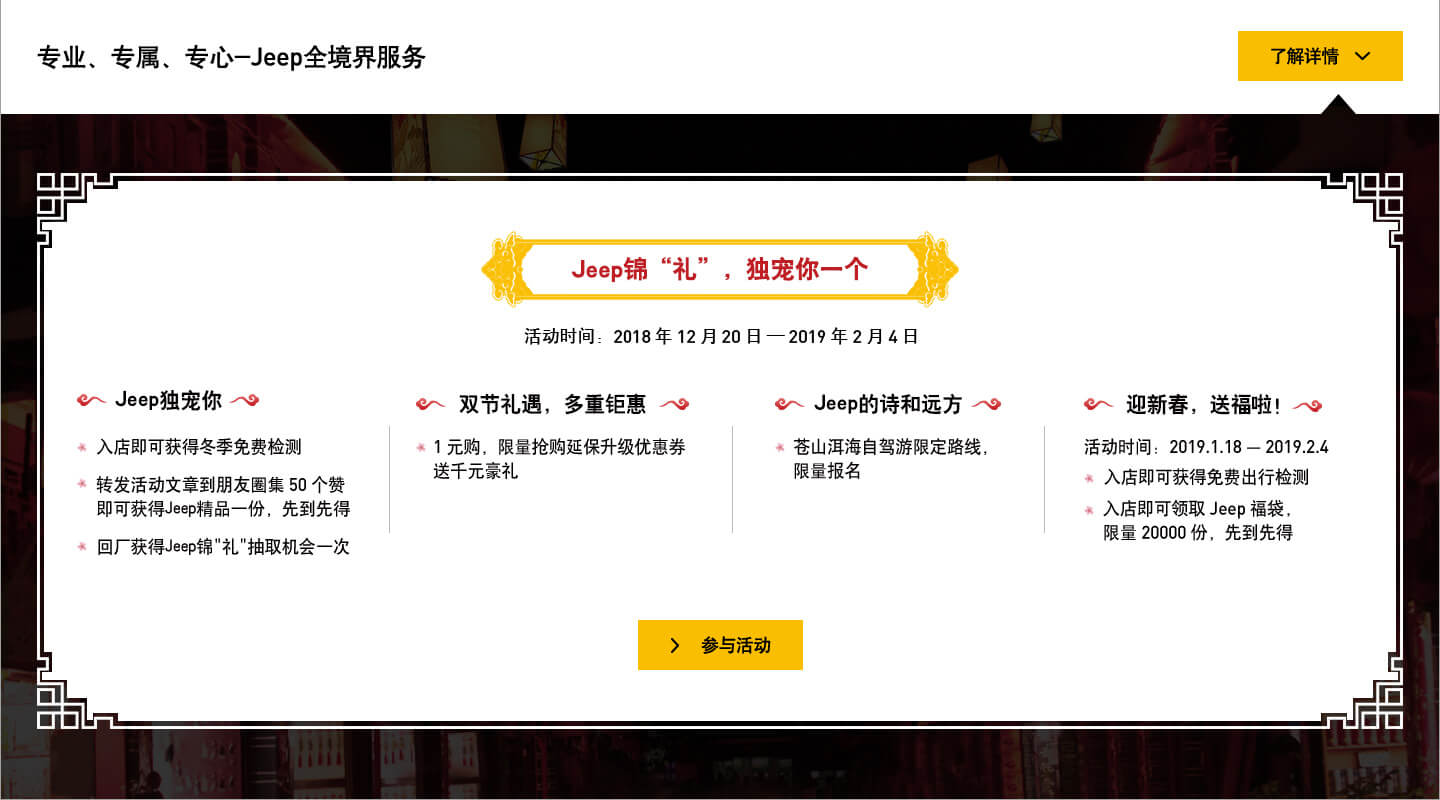 专业、专属、专心—Jeep全境界服务
了解详情
Jeep锦“礼”，独宠你一个
活动时间：2018 年 12 月 20 日 — 2019 年 2 月 4 日
Jeep独宠你
入店即可获得冬季免费检测
转发活动文章到朋友圈集 50 个赞
即可获得Jeep精品一份，先到先得
回厂获得Jeep锦"礼"抽取机会一次
双节礼遇，多重钜惠
1 元购，限量抢购延保升级优惠券
送千元豪礼
Jeep的诗和远方
苍山洱海自驾游限定路线，
限量报名
迎新春，送福啦！
活动时间：2019.1.18 — 2019.2.4
入店即可获得免费出行检测
入店即可领取 Jeep 福袋，
限量 20000 份，先到先得
参与活动